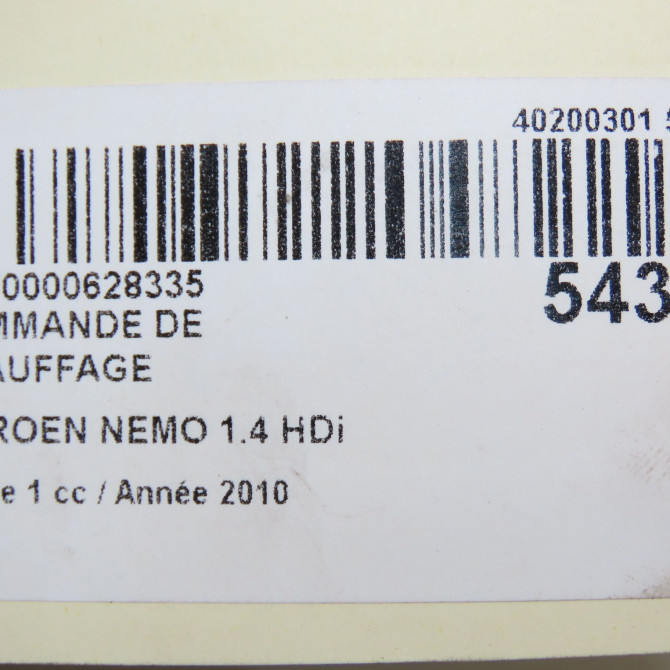 40200301 5
0000628335
543
MMANDE DE
AUFFAGE
ROEN NEMO 1.4 HDi
e 1 cc / Année 2010